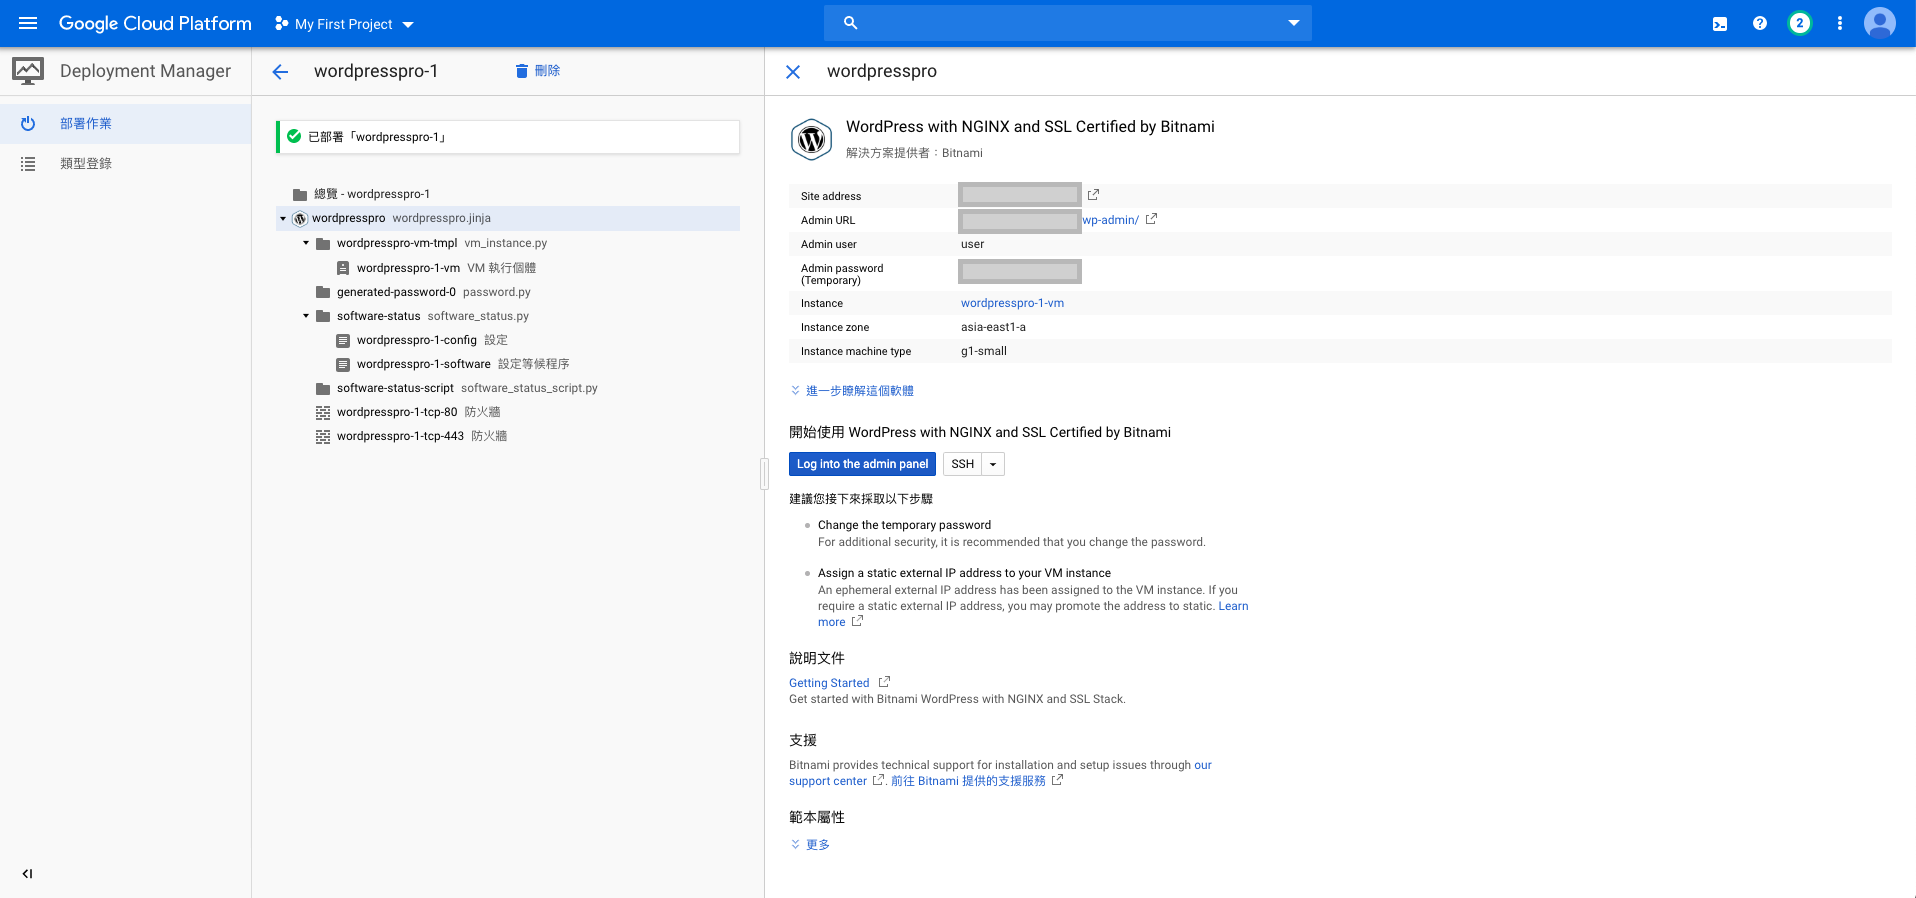 Google Cloud Platform
My First Project
2
Deployment Manager
部署作業
類型登錄
wordpresspro-1
刪除
已部署「wordpresspro-1」
總覽 - wordpresspro-1
wordpresspro wordpresspro.jinja
wordpresspro-vm-tmpl vm_instance.py
wordpresspro-1-vm VM 執行個體
generated-password-0 password.py
software-status software_status.py
wordpresspro-1-config 設定
wordpresspro-1-software 設定等候程序
software-status-script software_status_script.py
wordpresspro-1-tcp-80 防火牆
wordpresspro-1-tcp-443 防火牆
wordpresspro
WordPress with NGINX and SSL Certified by Bitnami
解決方案提供者：Bitnami
Site address
Admin URL wp-admin/
Admin user user
Admin password
(Temporary)
Instance wordpresspro-1-vm
Instance zone asia-east1-a
Instance machine type g1-small
進一步瞭解這個軟體
開始使用 WordPress with NGINX and SSL Certified by Bitnami
Log into the admin panel SSH
建議您接下來採取以下步驟
Change the temporary password
For additional security, it is recommended that you change the password.
Assign a static external IP address to your VM instance
An ephemeral external IP address has been assigned to the VM instance. If you
require a static external IP address, you may promote the address to static. Learn
more
說明文件
Getting Started
Get started with Bitnami WordPress with NGINX and SSL Stack.
支援
Bitnami provides technical support for installation and setup issues through our
support center . 前往 Bitnami 提供的支援服務
範本屬性
更多